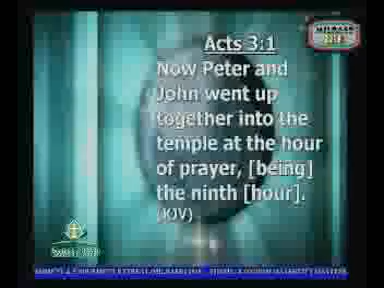 Acts 3:1
Now Peter and
John went up
together into the
temple at the hour
of prayer, [being]
the ninth [hour].
(KJV)